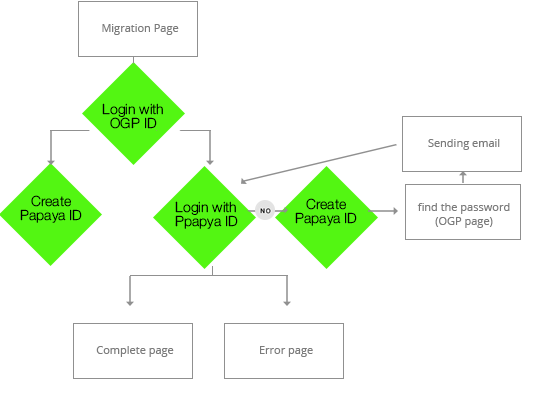 Migration Page
Login with
OGP ID
Sending email
Create
Papaya ID
Login with
Ppapya ID
NO
Create
Papaya ID
find the password
(OGP page)
Complete page
Error page